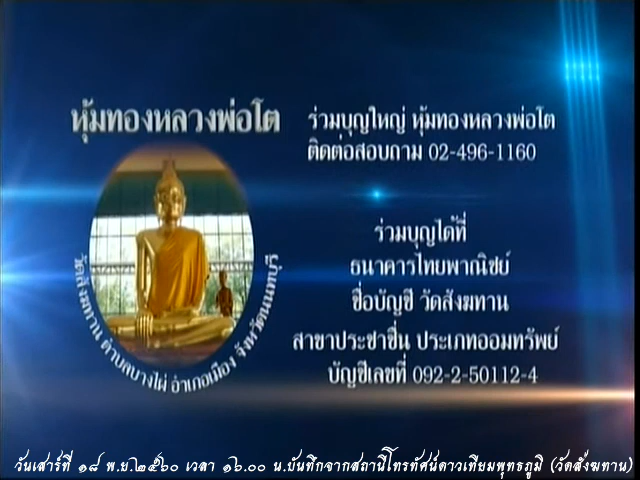 หุ้มทองหลวงพ่อโต
ร่วมบุญใหญ่ หุ้มทองหลวงพ่อโต
ติดต่อสอบถาม 02-496-1160
วัดสังฆทาน ตำบลบางไผ่ อำเภอเมือง จังหวัดนนทบุรี
ร่วมบุญได้ที่
ธนาคารไทยพาณิชย์
ชื่อบัญชี วัดสังฆทาน
สาขาประชาชื่น ประเภทออมทรัพย์
บัญชีเลขที่ 092-2-50112-4
วันเสาร์ที่ ๑๘ พ.ย.๒๕๖๐ เวลา ๑๖.๐๐ น.บันทึกจากสถานีโทรทัศน์ดาวเทียมพุทธภูมิ (วัดสังฆทาน)